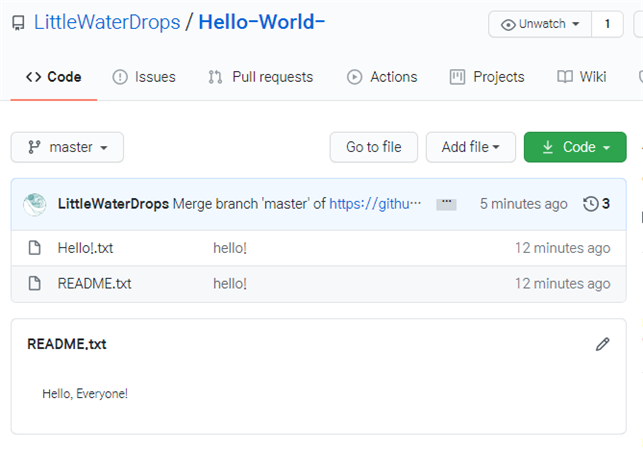 LittleWaterDrops / Hello-World-
Unwatch 1
Code Issues Pull requests Actions Projects Wiki
master Go to file Add file Code
LittleWaterDrops Merge branch 'master' of https://githu… ... 5 minutes ago 3
Hello!.txt hello! 12 minutes ago
README.txt hello! 12 minutes ago
README.txt
Hello, Everyone!